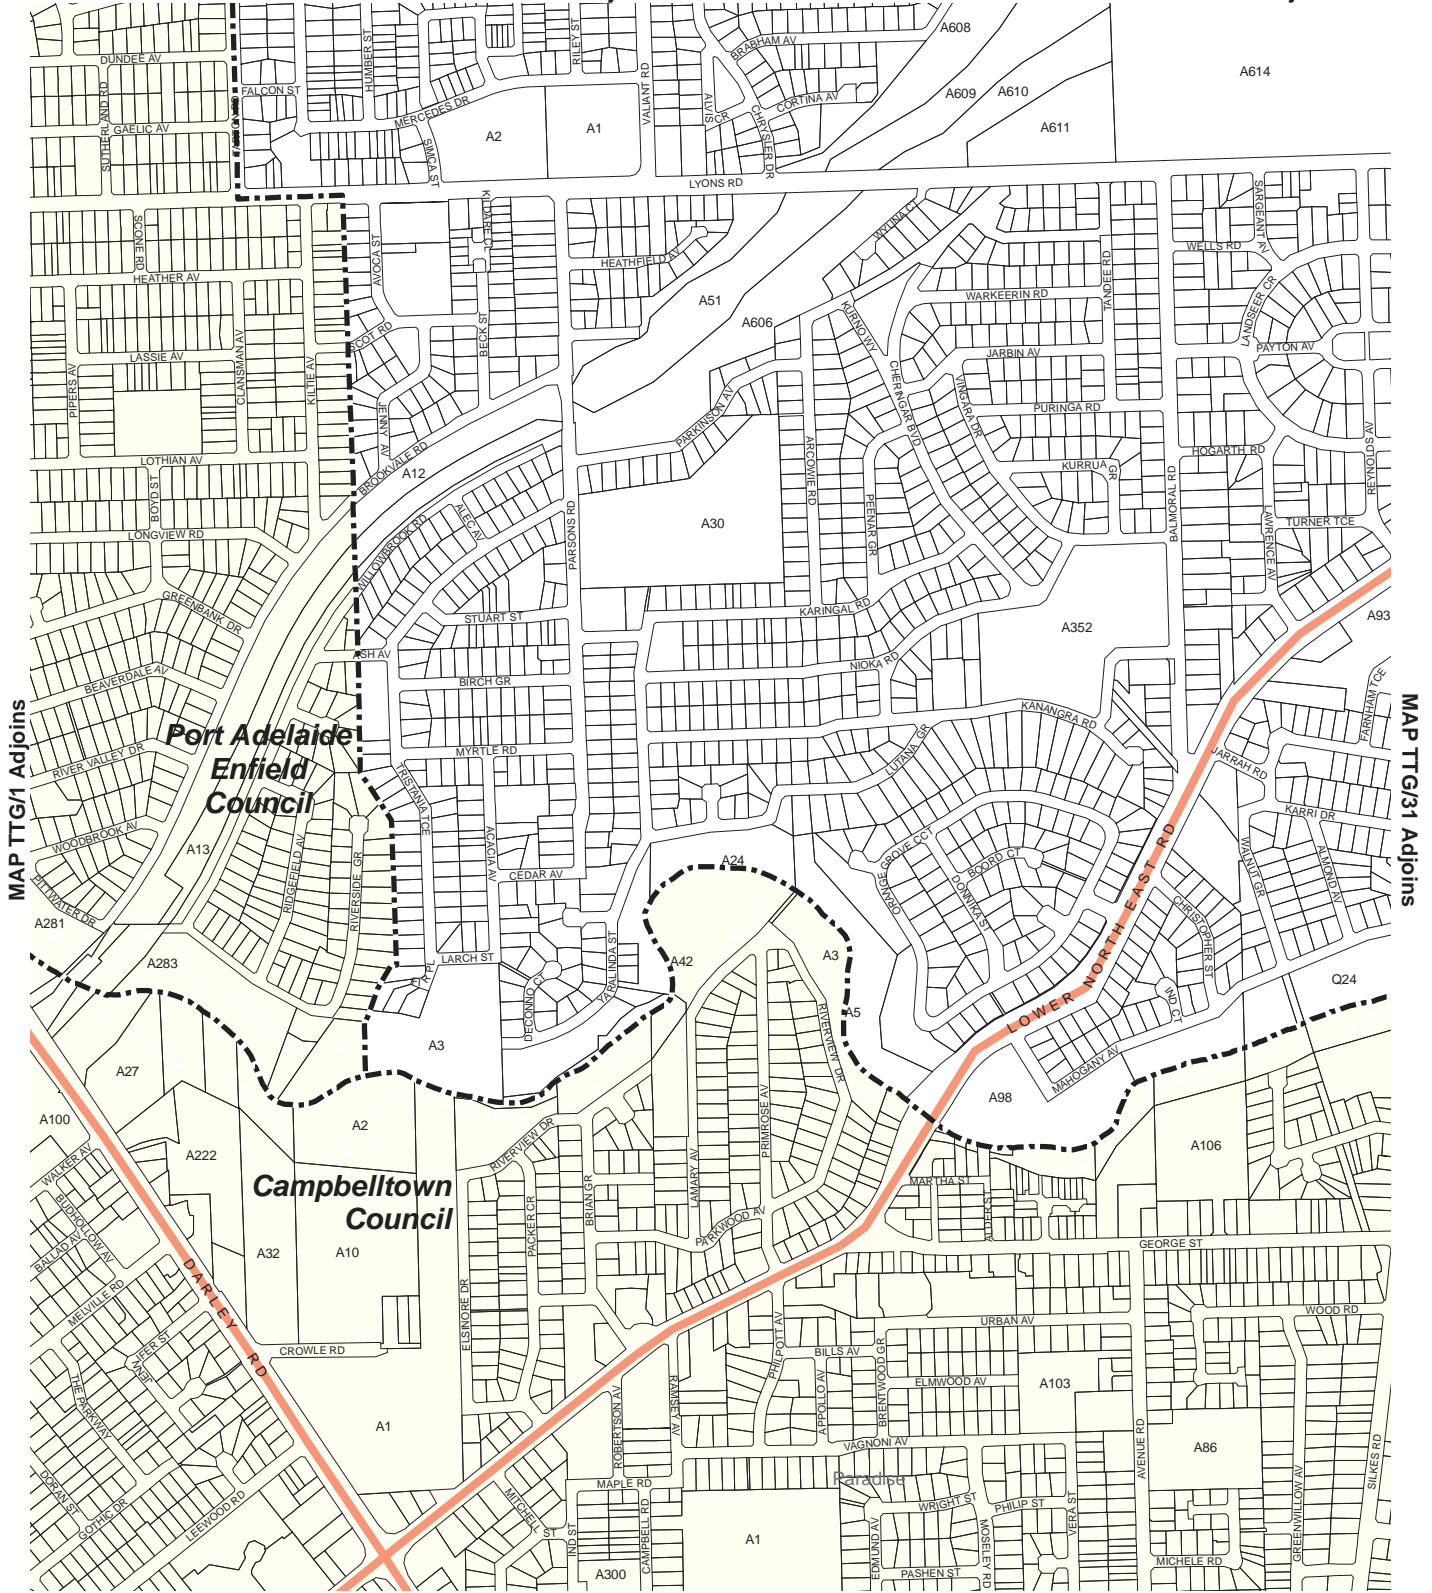 DUNDEE AV
FALCON ST
HUMBER ST
RILEY ST
BRABHAM AV
A608
A614
SUTHERLAND RD
GAELIC AV
MERCEDES DR
SIMCA ST
A2
A1
VALIANT RD
ALVIS
CR
CHRYSLER DR
CORTINA AV
A609
A610
A611
LYONS RD
SCONE RD
HEATHER AV
AVOCA ST
KILDARE CT
HEATHFIELD AV
WYLINA CT
SARGEANT AV
WELLS RD
A51
A606
WARKEERIN RD
TANDEE RD
LANDSEER CR
PAYTON AV
SCOT RD
BECK ST
KURNO WY
LASSIE AV
PIPERS AV
CLANSMAN AV
KILTIE AV
JARBIN AV
CHERINGAR BVD
VINGARA DR
PURINGA RD
JENNY AV
PARKINSON AV
ARCOWIE RD
HOGARTH RD
REYNOLDS AV
LOTHIAN AV
BROOKVALE RD
A12
KURRUA
GR
BALMORAL RD
BOYD ST
LONGVIEW RD
WILLOWBROOK RD
ALEC AV
PARSONS RD
A30
PEENAR GR
LAWRENCE AV
TURNER TCE
GREENBANK DR
STUART ST
KARINGAL RD
A352
A93
ASH AV
NIOKA RD
BEAVERDALE AV
BIRCH GR
FARNHAM TCE
MAP TTG/1 Adjoins
MAP TTG/31 Adjoins
Port Adelaide
Enfield
Council
RIVER VALLEY DR
MYRTLE RD
LUTANA GR
KANANGRA RD
JARRAH RD
TRISTANIA TCE
KARRI DR
WOODBROOK AV
A13
RIDGEFIELD AV
RIVERSIDE GR
ACACIA AV
CEDAR AV
A24
ORANGE GROVE CCT
BOORD CT
DONNIKA ST
WALNUT GR
ALMOND AV
PITTWATER DR
A281
CHRISTOPHER ST
A283
LARCH ST
DECONNO CT
YARALINDA ST
A42
A3
A5
RIVERVIEW DR
LOWER NORTH EAST RD
IND CT
Q24
A3
MAHOGANY AV
A98
A27
A100
A2
A222
A106
WALKER AV
BUDHOLLOW AV
BALLAD AV
Campbelltown
Council
RIVERVIEW DR
PACKER CR
BRIAN GR
LAMARY AV
PRIMROSE AV
PARKWOOD AV
MARTHA ST
GEORGE ST
A32
A10
DARLEY RD
MELVILLE RD
ELSINORE DR
WOOD RD
URBAN AV
PHILPOTT AV
BILLS AV
CROWLE RD
THE PARKWAY
A1
ROBERTSON AV
RAMSEY AV
APPOLLO AV
BRENTWOOD GR
ELMWOOD AV
A103
VAGNONI AV
AVENUE RD
A86
SILKES RD
Paradise
MAPLE RD
DORAN ST
GOTHIC DR
LEEWOOD RD
MITCHELL
ST
IND ST
CAMPBELL RD
WRIGHT ST
PHILIP ST
VERA ST
GREENWILLOW AV
A1
EDMUND AV
MOSELEY RD
MICHELE RD
A300
PASHEN ST